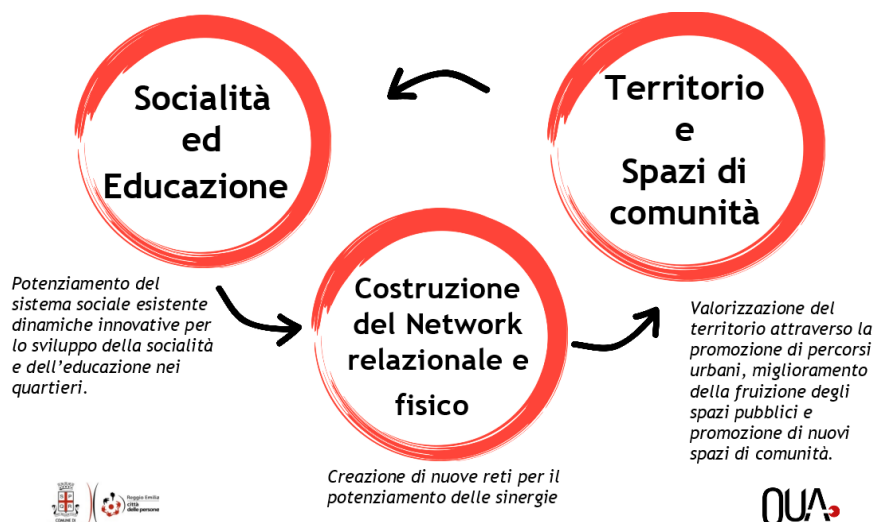 Socialità
ed
Educazione
Territorio
e
Spazi di
comunità
Potenziamento del
sistema sociale esistente
dinamiche innovative per
lo sviluppo della socialità
e dell'educazione nei
quartieri.
Costruzione
del Network
relazionale e
fisico
Creazione di nuove reti per il
potenziamento delle sinergie
Valorizzazione del
territorio attraverso la
promozione di percorsi
urbani, miglioramento
della fruizione degli
spazi pubblici e
promozione di nuovi
spazi di comunità.
COMUNE DI
Reggio Emilia
città
delle persone
QUA